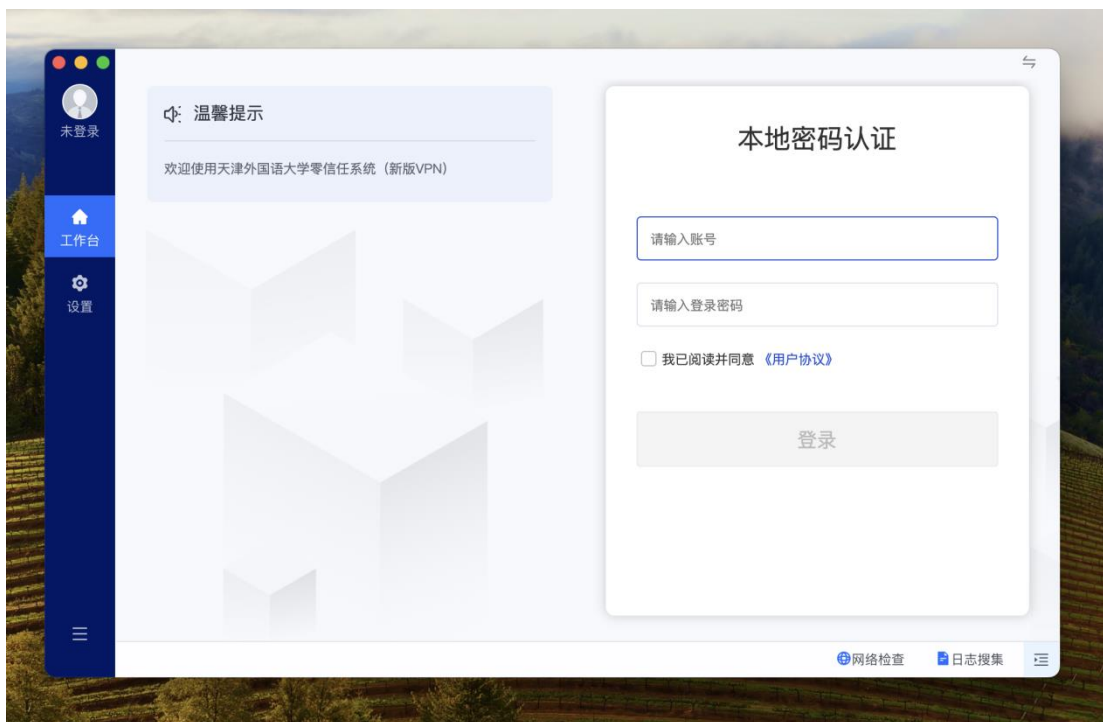 未登录
工作台
设置
温馨提示
欢迎使用天津外国语大学零信任系统（新版VPN）
本地密码认证
请输入账号
请输入登录密码
我已阅读并同意 《用户协议》
登录
网络检查
日志搜集